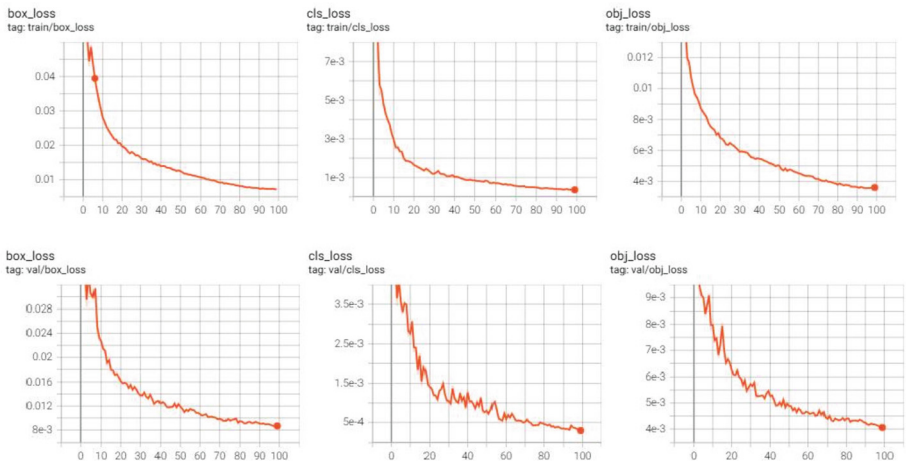 box_loss
tag: train/box_loss
0.04
0.03
0.02
0.01
0 10 20 30 40 50 60 70 80 90 100
cls_loss
tag: train/cls_loss
7e-3
5e-3
3e-3
1e-3
0 10 20 30 40 50 60 70 80 90 100
obj_loss
tag: train/obj_loss
0.012
0.01
8e-3
6e-3
4e-3
0 10 20 30 40 50 60 70 80 90 100
box_loss
tag: val/box_loss
0.028
0.024
0.02
0.016
0.012
8e-3
0 10 20 30 40 50 60 70 80 90 100
cls_loss
tag: val/cls_loss
3.5e-3
2.5e-3
1.5e-3
5e-4
0 20 40 60 80 100
obj_loss
tag: val/obj_loss
9e-3
8e-3
7e-3
6e-3
5e-3
4e-3
0 20 40 60 80 100